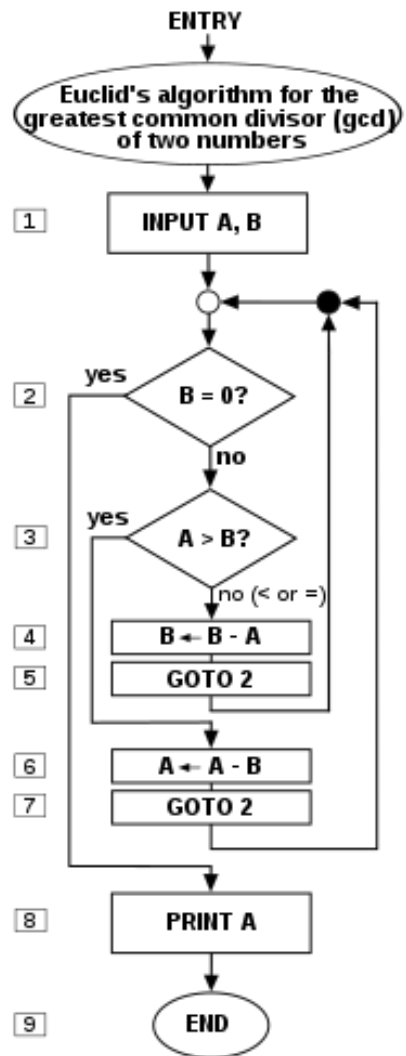 ENTRY
Euclid's algorithm for the
greatest common divisor (gcd)
of two numbers
1
INPUT A, B
yes
2
B = 0?
no
yes
3
A > B?
no (< or =)
4
B ← B - A
5
GOTO 2
6
A ← A - B
7
GOTO 2
8
PRINT A
9
END